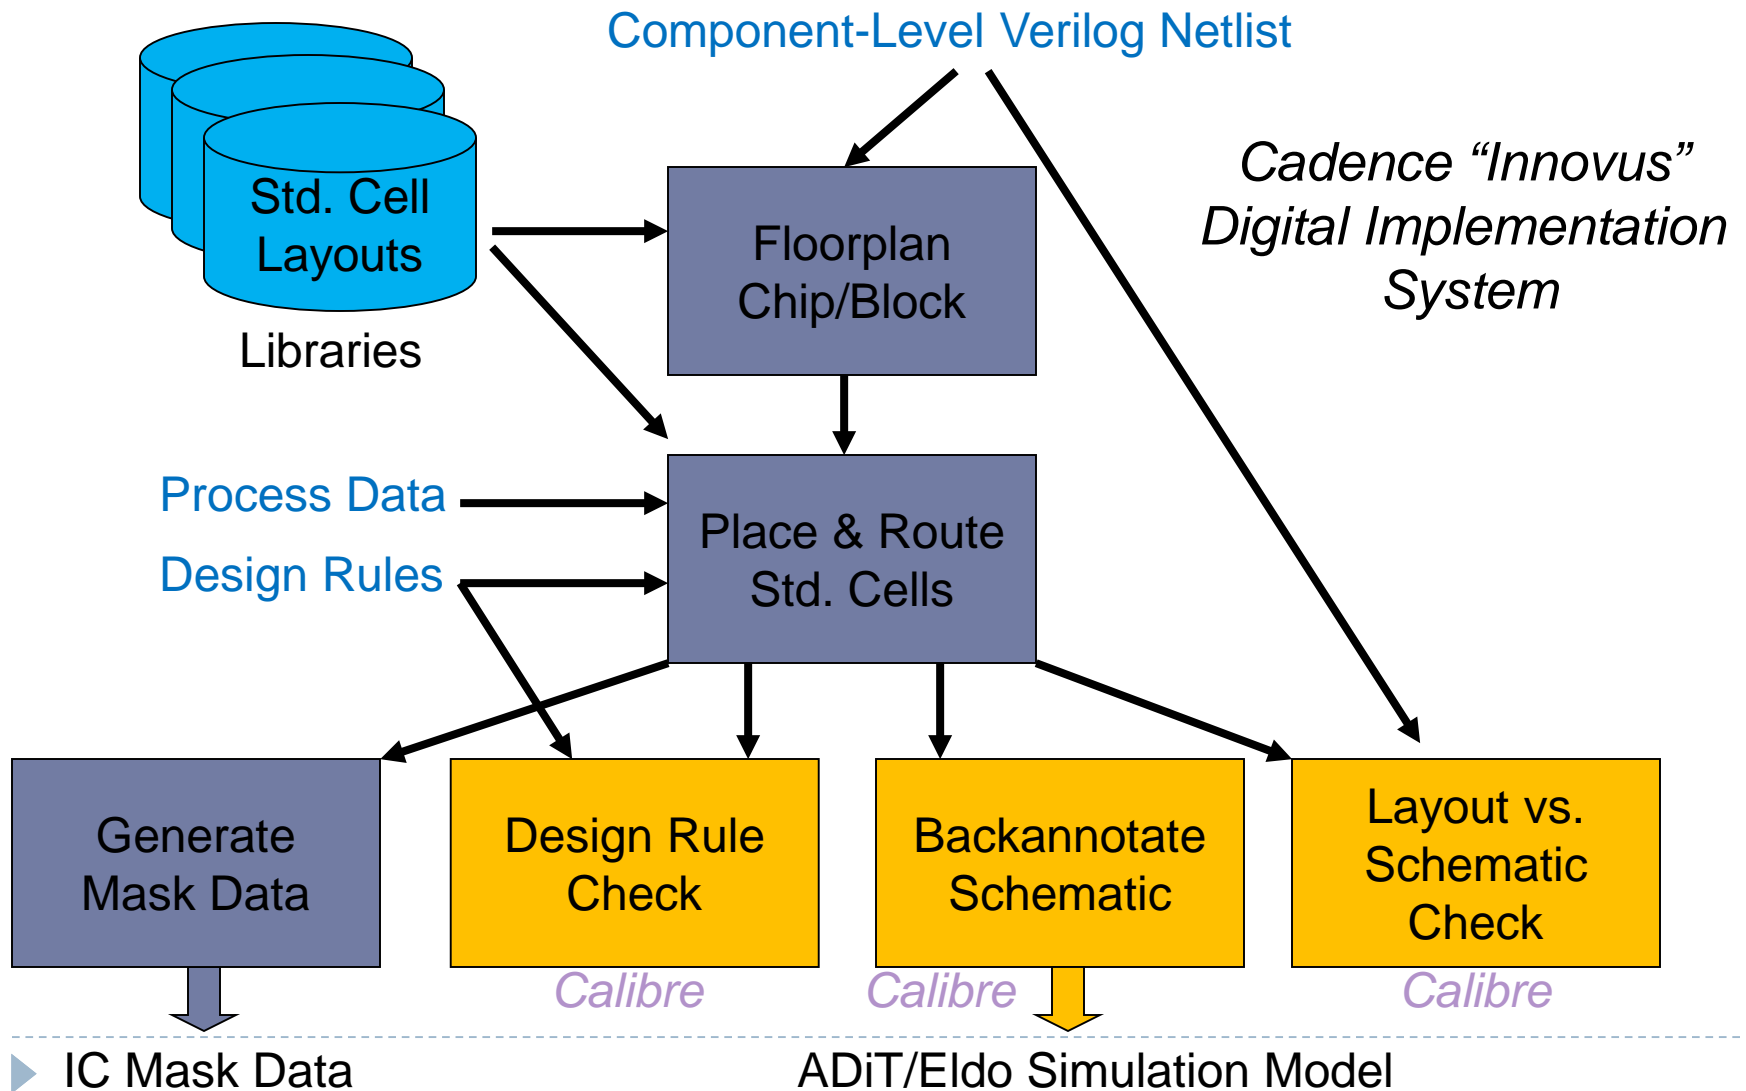 Component-Level Verilog Netlist
Std. Cell
Layouts
Libraries
Cadence “Innovus”
Digital Implementation
System
Floorplan
Chip/Block
Process Data
Design Rules
Place & Route
Std. Cells
Generate
Mask Data
Design Rule
Check
Backannotate
Schematic
Layout vs.
Schematic
Check
Calibre
Calibre
Calibre
IC Mask Data
ADiT/Eldo Simulation Model